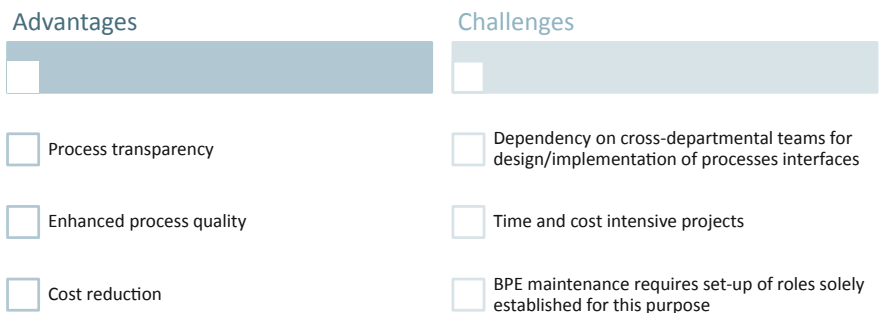 Advantages
Process transparency
Enhanced process quality
Cost reduction
Challenges
Dependency on cross-departmental teams for
design/implementation of processes interfaces
Time and cost intensive projects
BPE maintenance requires set-up of roles solely
established for this purpose